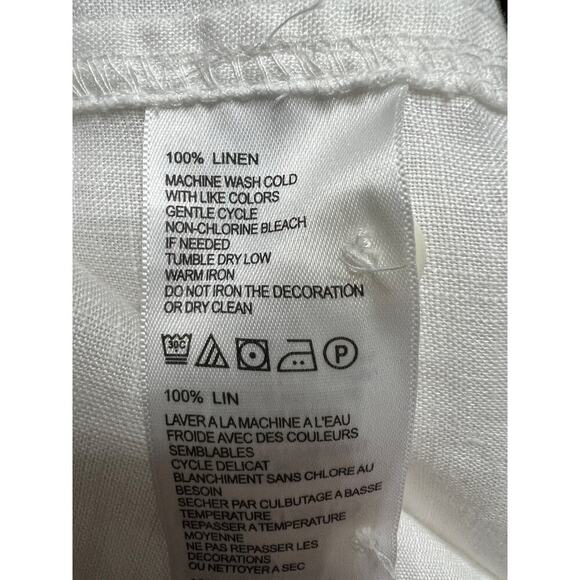 100% LINEN
MACHINE WASH COLD
WITH LIKE COLORS
GENTLE CYCLE
NON-CHLORINE BLEACH
IF NEEDED
TUMBLE DRY LOW
WARM IRON
DO NOT IRON THE DECORATION
OR DRY CLEAN
30C P
100% LIN
LAVER A LA MACHINE A L'EAU
FROIDE AVEC DES COULEURS
SEMBLABLES
CYCLE DELICAT
BLANCHIMENT SANS CHLORE AU
BESOIN
SECHER PAR CULBUTAGE A BASSE
TEMPERATURE
REPASSER A TEMPERATURE
MOYENNE
NE PAS REPASSER LES
DECORATIONS
OU NETTOYER A SEC